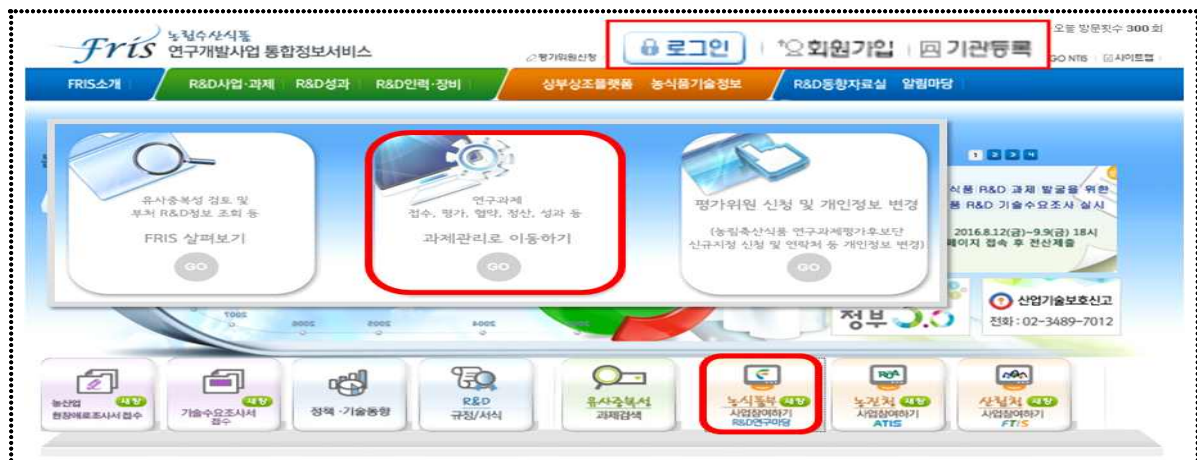 오늘 방문횟수 300 회
Fris 농림수산식품
연구개발사업 통합정보서비스
평가위원신청
로그인 회원가입 기관등록
GO NTIS 사이트맵
FRIS소개 R&D사업·과제 R&D성과 R&D인력·장비 상부상조플랫폼 농식품기술정보 R&D동향자료실 알림마당
유사중복성 검토 및
부처 R&D정보 조회 등
FRIS 살펴보기
GO
연구과제
접수, 평가, 협약, 정산, 성과 등
과제관리로 이동하기
GO
평가위원 신청 및 개인정보 변경
(농림축산식품 연구과제평가후보단
신규지정 신청 및 연락처 등 개인정보 변경)
GO
1 2 3 4
식품 R&D 과제 발굴을 위한
품 R&D 기술수요조사 실시
2016.8.12(금)~9.9(금) 18시
페이지 접속 후 전산제출
정부 3.0
산업기술보호신고
전화 : 02-3489-7012
농산업 새창
현장애로조사서 접수
기술수요조사서 새창
접수
정책·기술동향
R&D
규정/서식
유사중복성
과제검색
농식품부 새창
사업참여하기
R&D연구마당
농진청 새창
사업참여하기
ATIS
산림청 새창
사업참여하기
FTIS